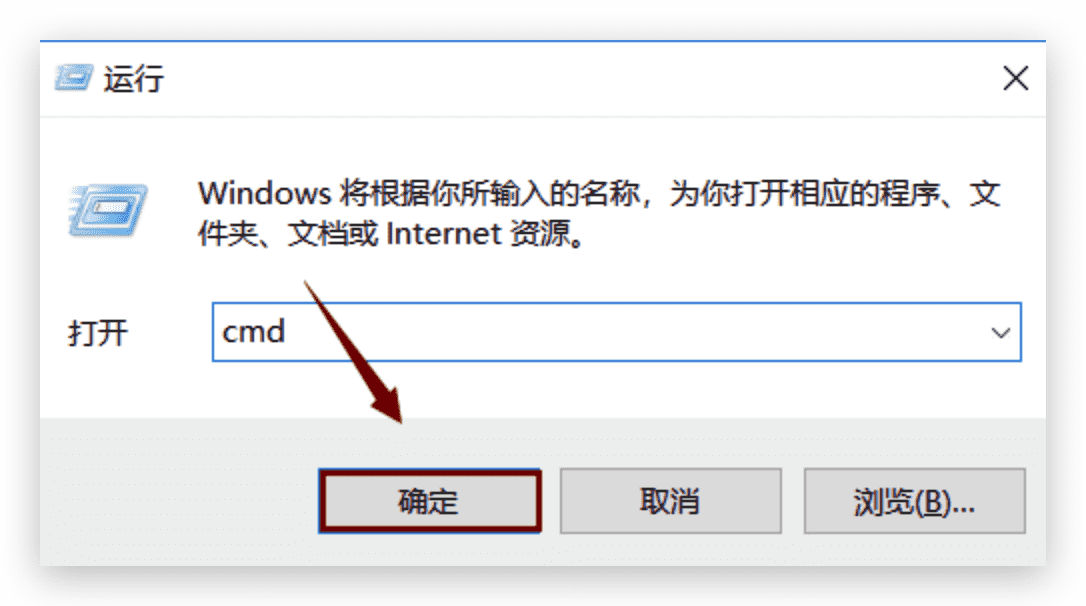 运行
Windows 将根据你所输入的名称，为你打开相应的程序、文
件夹、文档或 Internet 资源。
打开 cmd
确定 取消 浏览(B)...